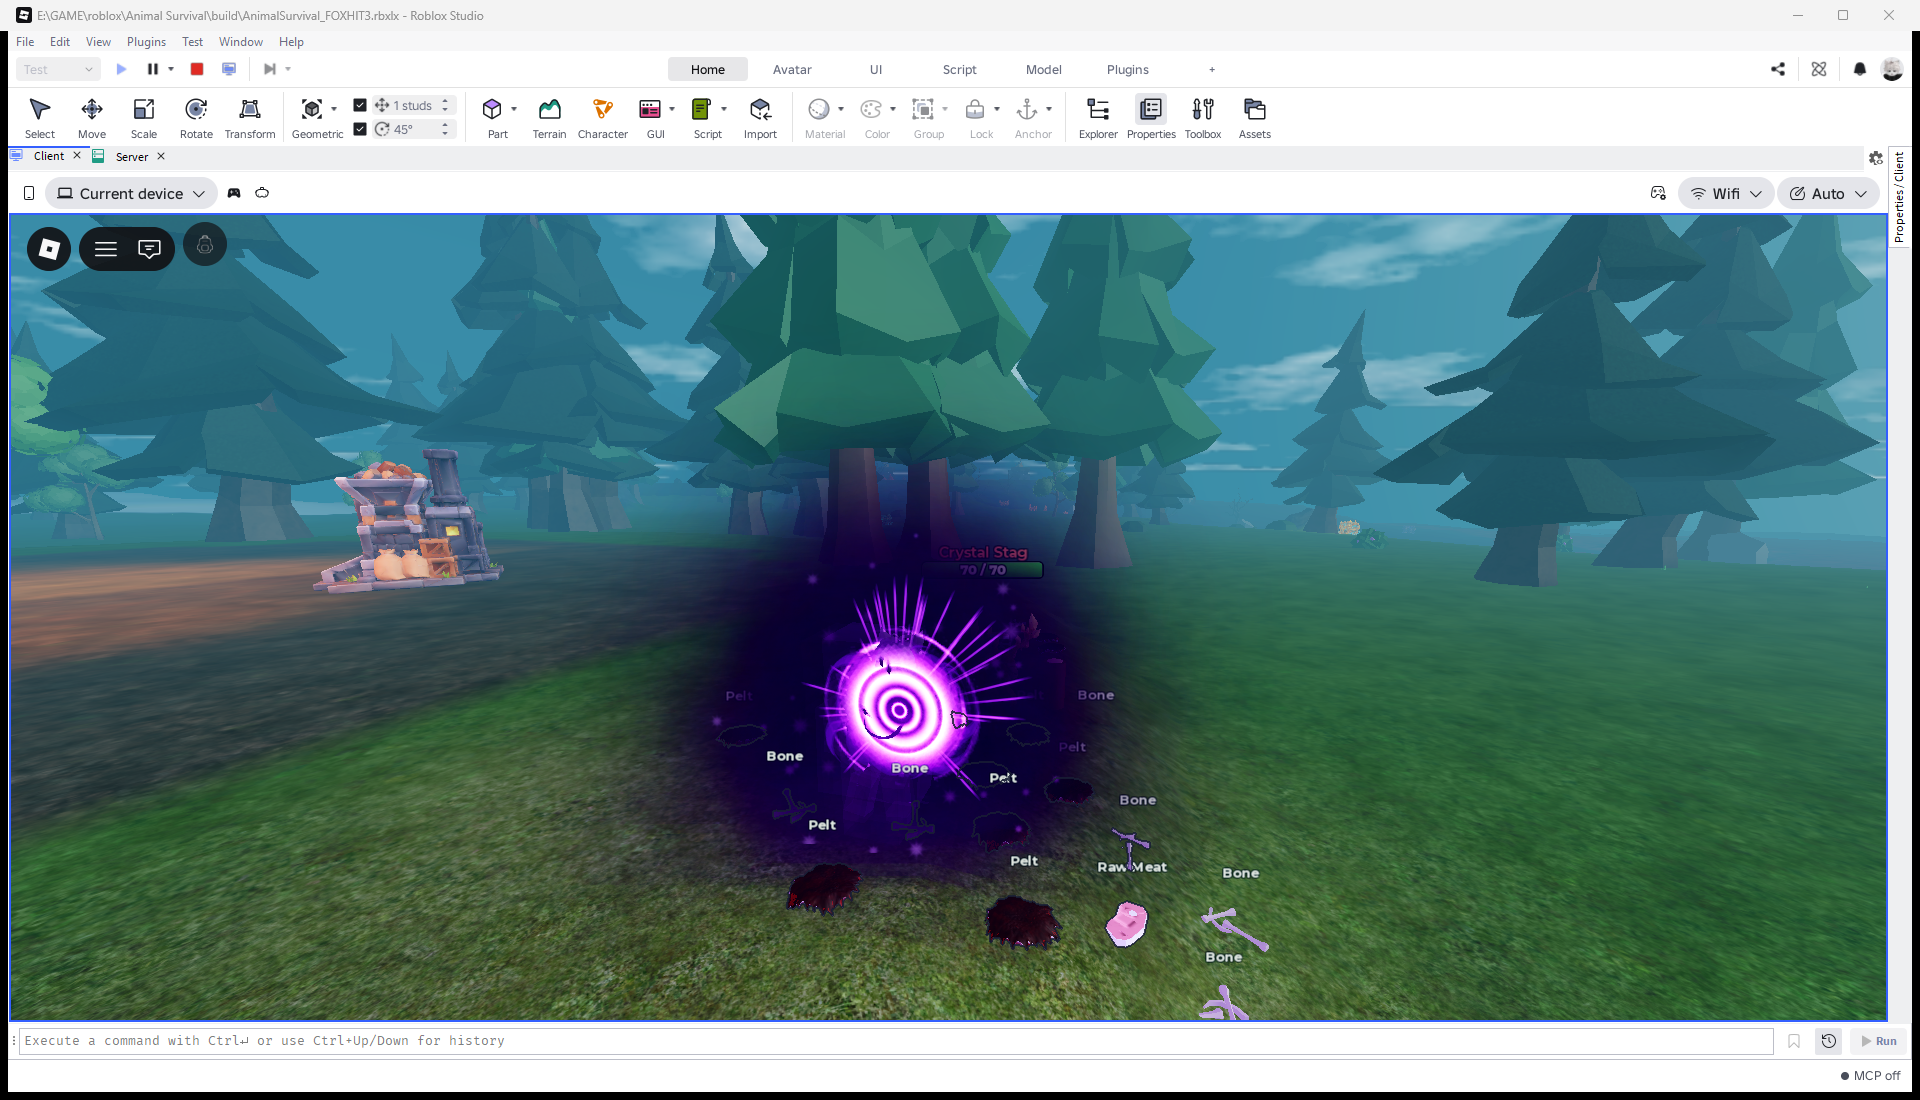 E:\GAME\roblox\Animal Survival\build\AnimalSurvival_FOXHIT3.rbxlx - Roblox Studio
File Edit View Plugins Test Window Help
Test
Home Avatar UI Script Model Plugins +
1 studs
45°
Select Move Scale Rotate Transform Geometric Part Terrain Character GUI Script Import Material Color Group Lock Anchor Explorer Properties Toolbox Assets
Client Server
Properties / Client
Current device
Wifi
Auto
Crystal Stag
70 / 70
Pelt
Bone
Pelt
Bone
Bone
Pelt
Bone
Pelt
Pelt
Raw Meat
Bone
Bone
Execute a command with Ctrl↵ or use Ctrl+Up/Down for history
Run
MCP off